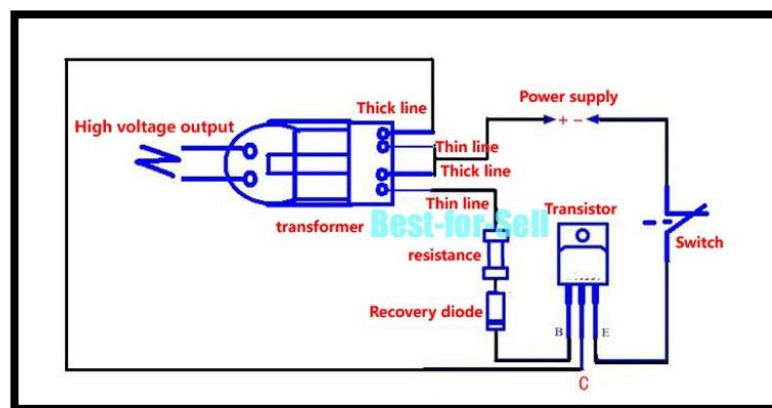 Thick line
Power supply
+ -
High voltage output
Thin line
Thick line
Thin line
transformer
Best-for-Sell
Transistor
Switch
resistance
Recovery diode
B
E
C